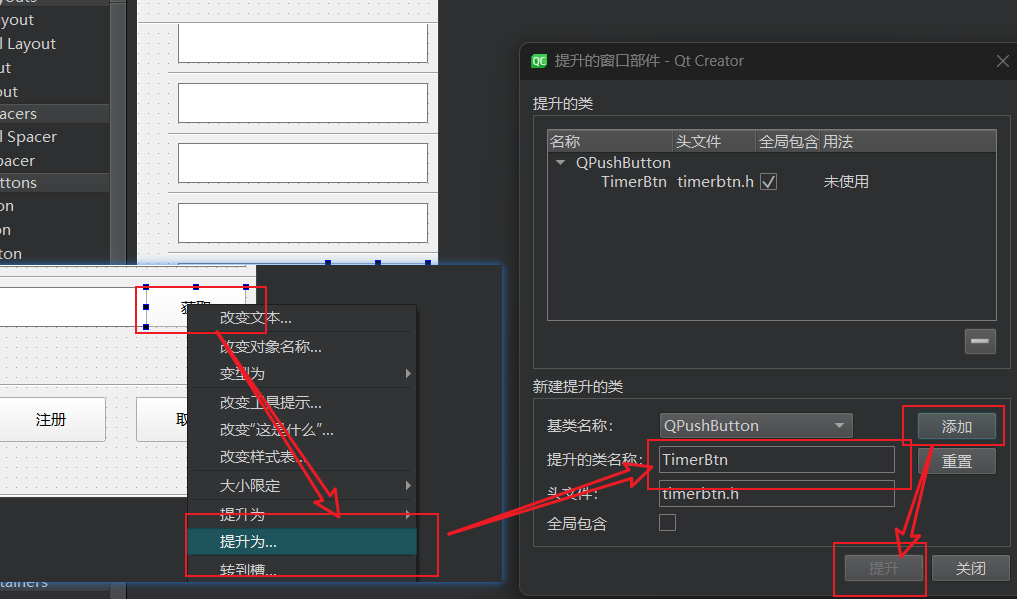 yout
l Layout
ut
out
acers
l Spacer
pacer
ttons
on
on
ton
注册
取
改变文本...
改变对象名称...
变型为
改变工具提示...
改变“这是什么”...
改变样式表...
大小限定
提升为
提升为...
转到槽...
tainers
QC 提升的窗口部件 - Qt Creator
提升的类
名称 头文件 全局包含 用法
QPushButton
TimerBtn timerbtn.h 未使用
新建提升的类
基类名称: QPushButton 添加
提升的类名称: TimerBtn 重置
头文件: timerbtn.h
全局包含
提升 关闭